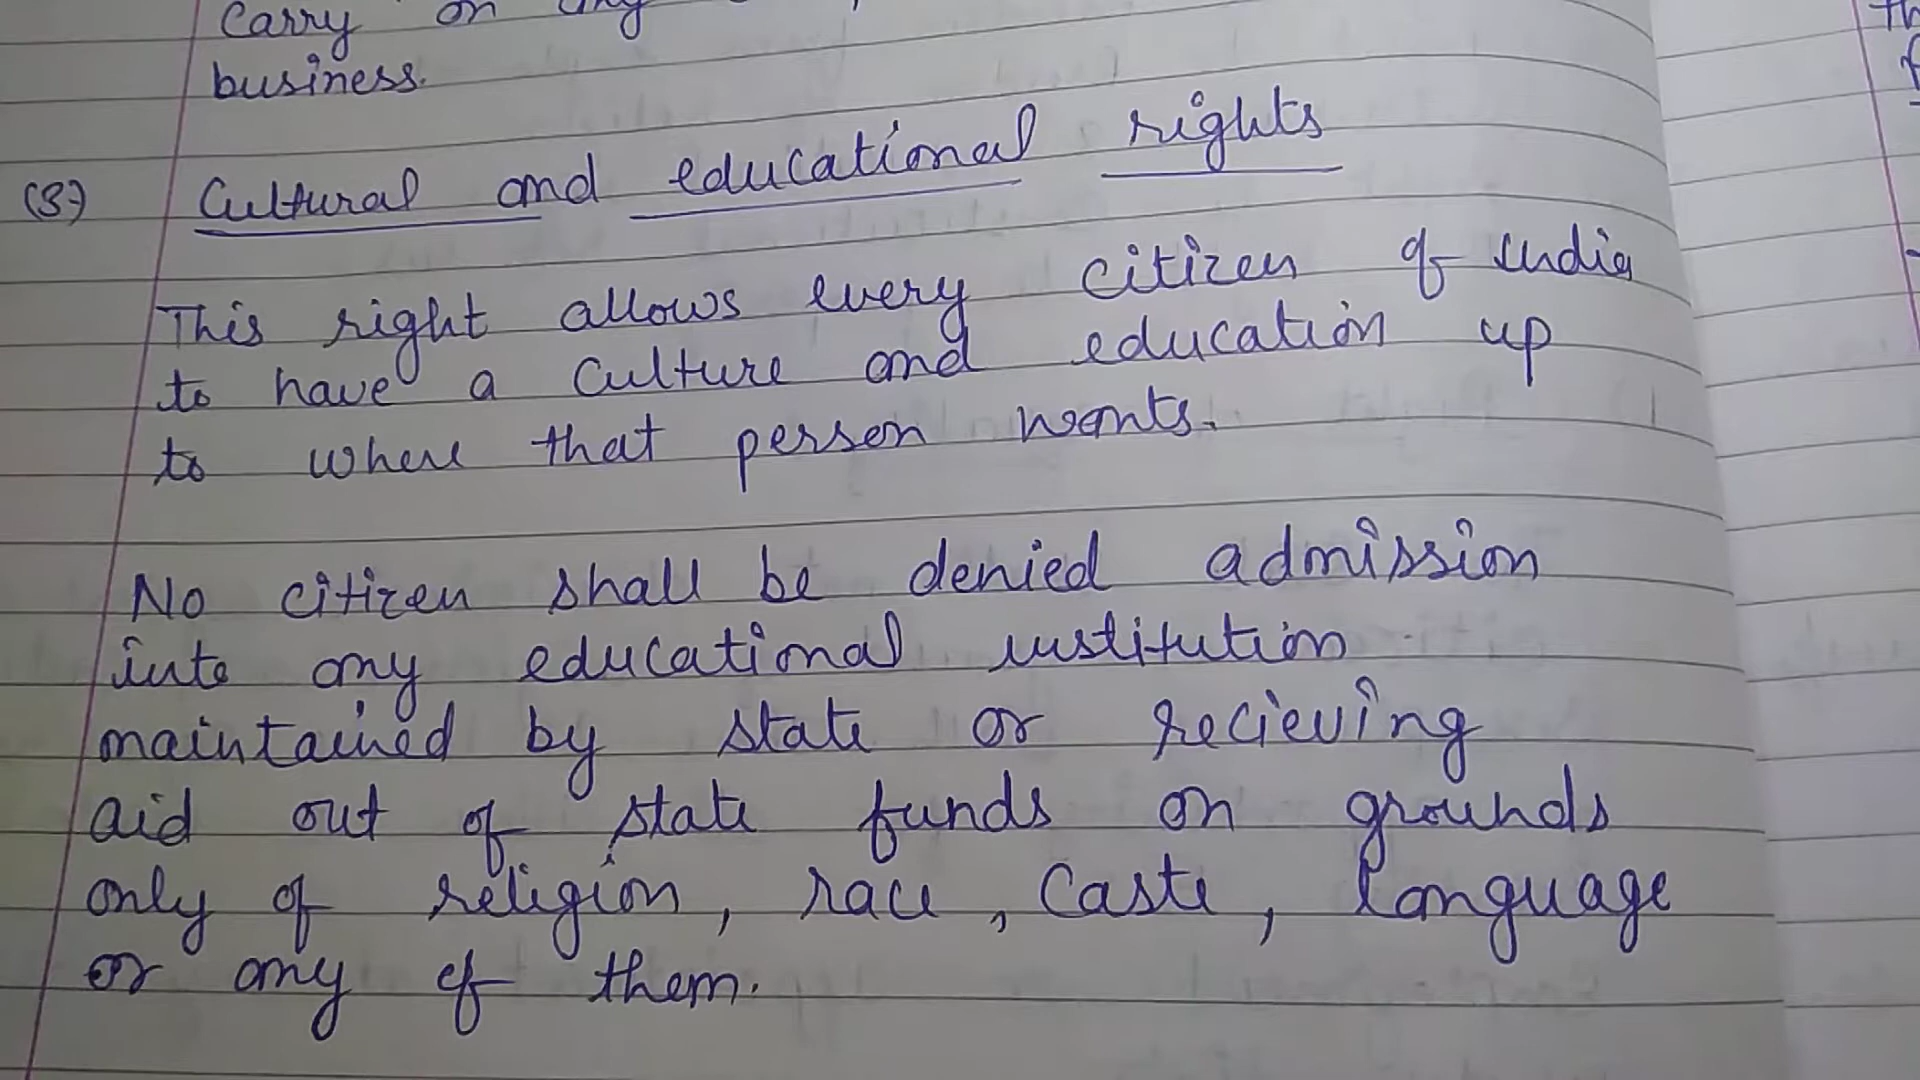 carry on any
business.
(3) Cultural and educational rights
This right allows every citizen of India
to have a culture and education up
to where that person wants.
No citizen shall be denied admission
into any educational institution
maintained by state or recieving
aid out of state funds on grounds
only of religion, race, caste, language
or any of them.